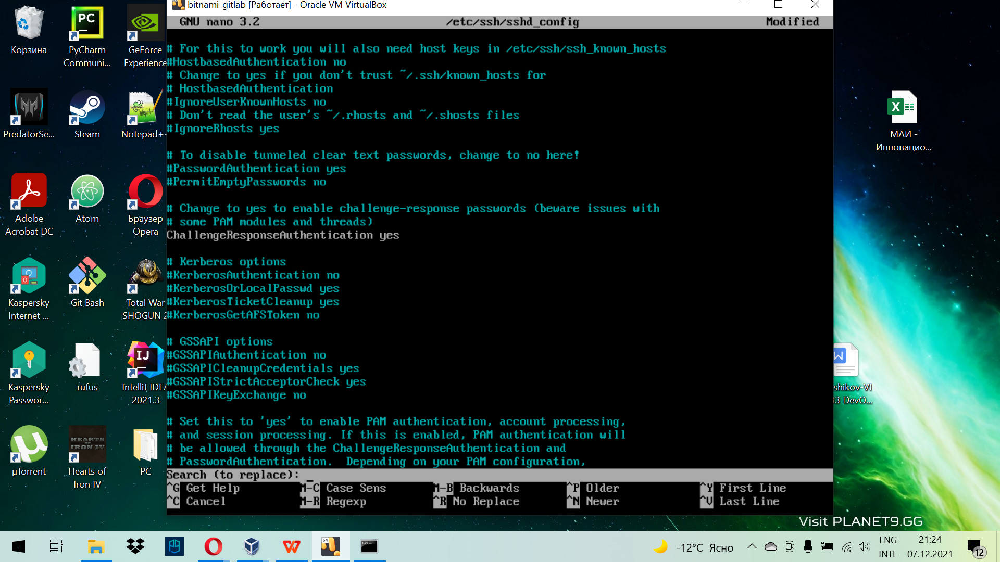 bitnami-gitlab [Работает] - Oracle VM VirtualBox
GNU nano 3.2 /etc/ssh/sshd_config Modified
# For this to work you will also need host keys in /etc/ssh/ssh_known_hosts
#HostbasedAuthentication no
# Change to yes if you don't trust ~/.ssh/known_hosts for
# HostbasedAuthentication
#IgnoreUserKnownHosts no
# Don't read the user's ~/.rhosts and ~/.shosts files
#IgnoreRhosts yes
# To disable tunneled clear text passwords, change to no here!
#PasswordAuthentication yes
#PermitEmptyPasswords no
# Change to yes to enable challenge-response passwords (beware issues with
# some PAM modules and threads)
ChallengeResponseAuthentication yes
# Kerberos options
#KerberosAuthentication no
#KerberosOrLocalPasswd yes
#KerberosTicketCleanup yes
#KerberosGetAFSToken no
# GSSAPI options
#GSSAPIAuthentication no
#GSSAPICleanupCredentials yes
#GSSAPIStrictAcceptorCheck yes
#GSSAPIKeyExchange no
# Set this to 'yes' to enable PAM authentication, account processing,
# and session processing. If this is enabled, PAM authentication will
# be allowed through the ChallengeResponseAuthentication and
# PasswordAuthentication.  Depending on your PAM configuration,
Search (to replace):
^G Get Help M-C Case Sens M-B Backwards ^P Older ^Y First Line
^C Cancel M-R Regexp ^R No Replace ^N Newer ^V Last Line
Корзина
PC
PyCharm
Communi...
GeForce
Experience
PredatorSe...
Steam
Notepad+
Adobe
Acrobat DC
Atom
Браузер
Opera
Kaspersky
Internet ...
Git Bash
Total War
SHOGUN 2
Kaspersky
Passwor...
rufus
IJ
IntelliJ IDEA
2021.3
µTorrent
HEARTS OF IRON IV
Hearts of
Iron IV
PC
X
МАИ -
Инновацио...
W
shikov-VI
3 DevO...
Visit PLANET9.GG
64
-12°C Ясно
ENG
INTL
21:24
07.12.2021
12